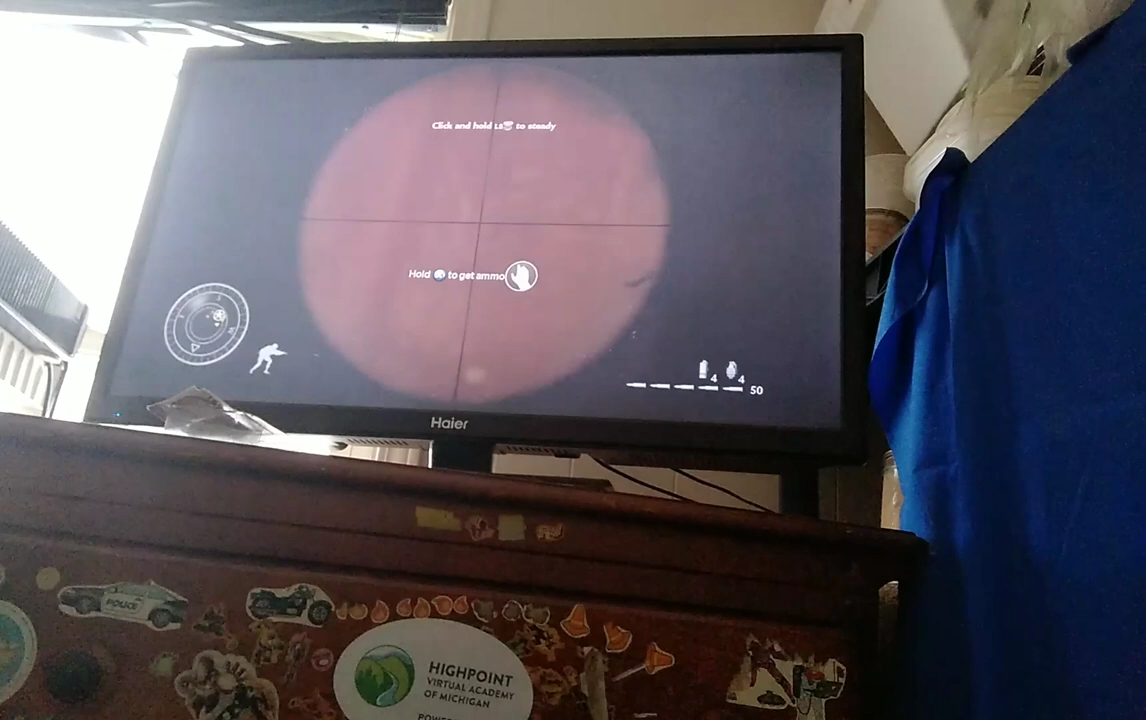 Click and hold LS to steady
Hold to get ammo
4
4
50
Haier
POLICE
HIGHPOINT
VIRTUAL ACADEMY
OF MICHIGAN